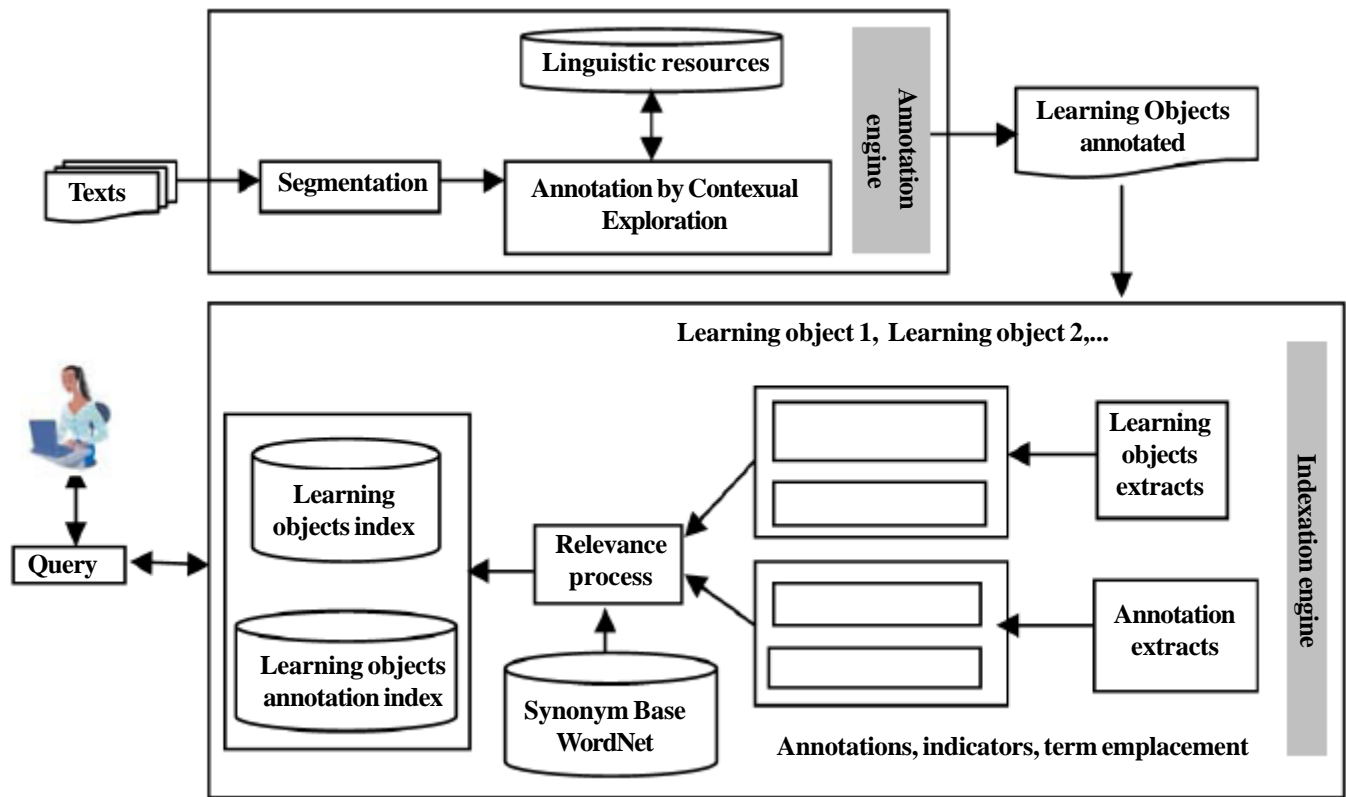 Linguistic resources
Annotation
engine
Learning Objects
annotated
Texts
Segmentation
Annotation by Contexual
Exploration
Learning object 1, Learning object 2,...
Learning
objects
extracts
Indexation engine
Learning
objects index
Relevance
process
Query
Annotation
extracts
Learning objects
annotation index
Synonym Base
WordNet
Annotations, indicators, term emplacement